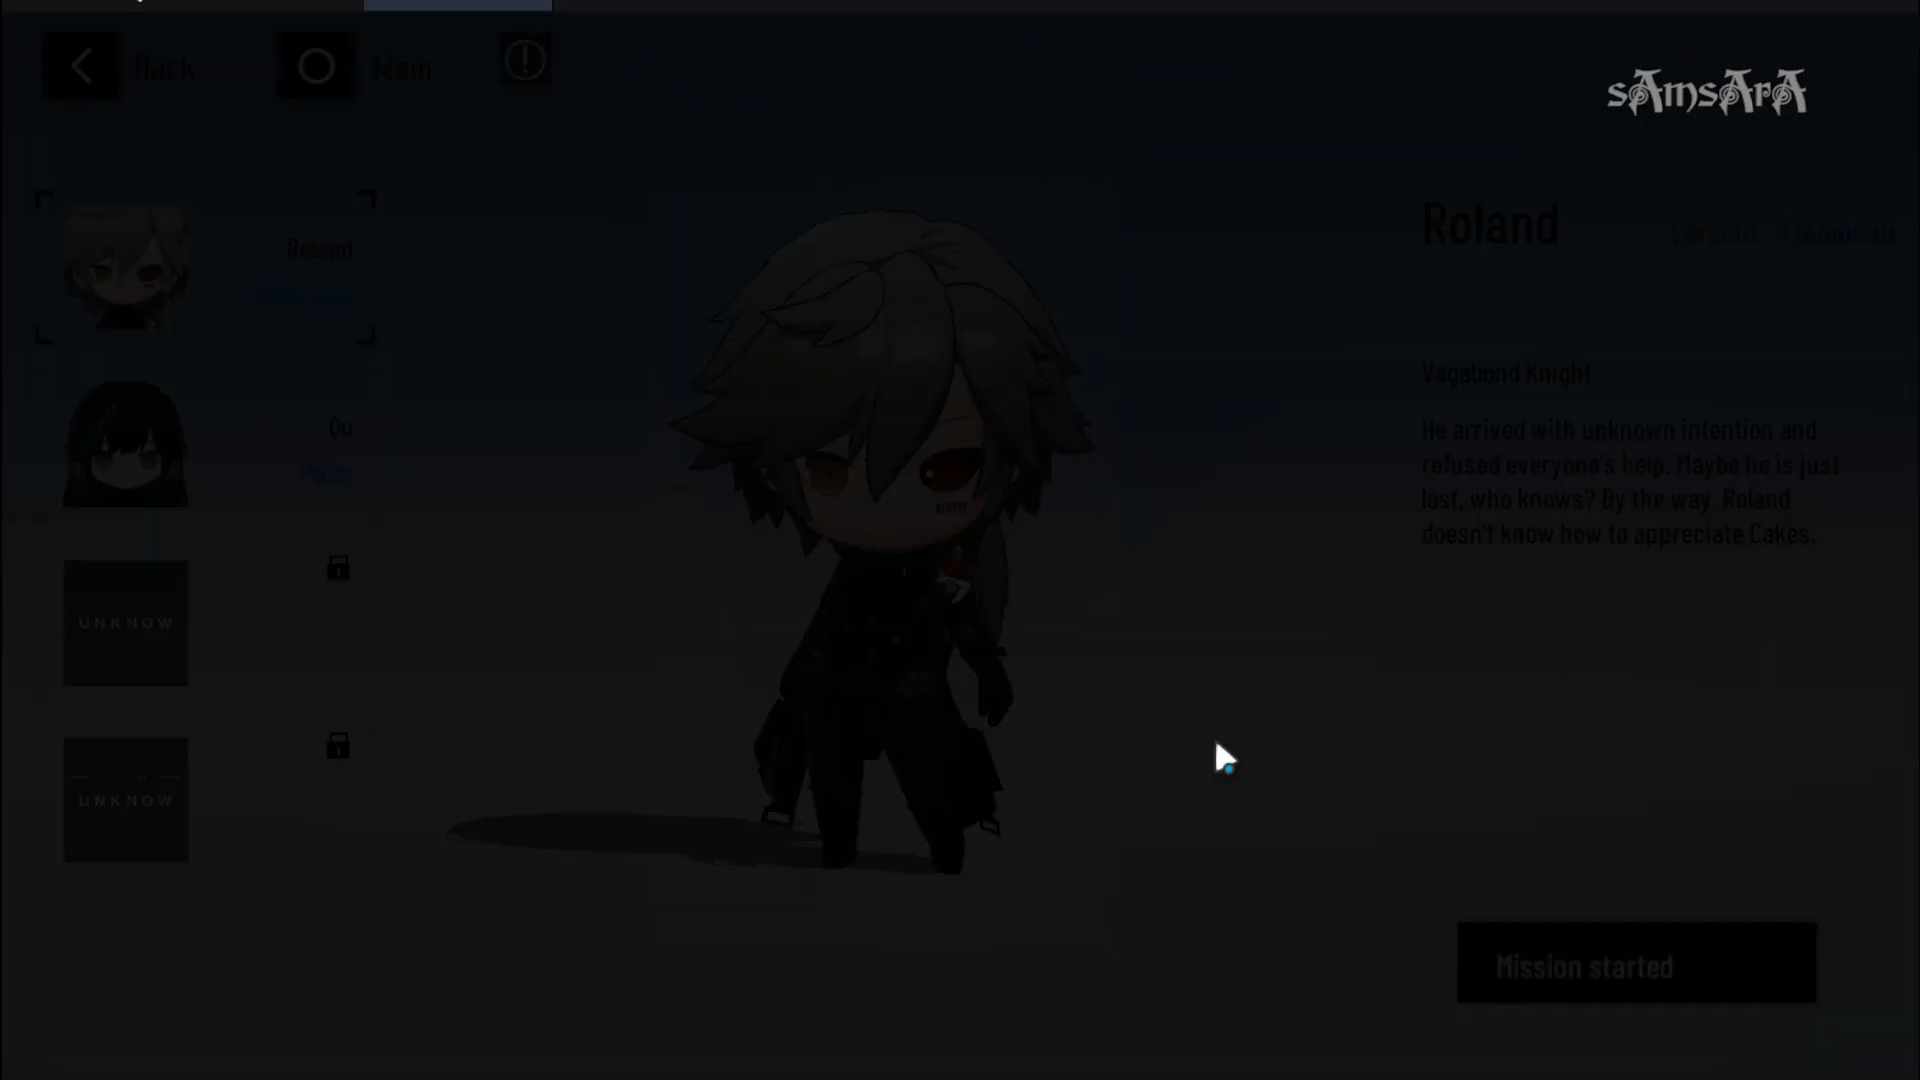 Back
Main
sAmsArA
Roland
Qu
UNKNOW
UNKNOW
Roland
Vagabond Knight
He arrived with unknown intention and
refused everyone's help. Maybe he is just
lost, who knows? By the way, Roland
doesn't know how to appreciate Cakes.
Mission started